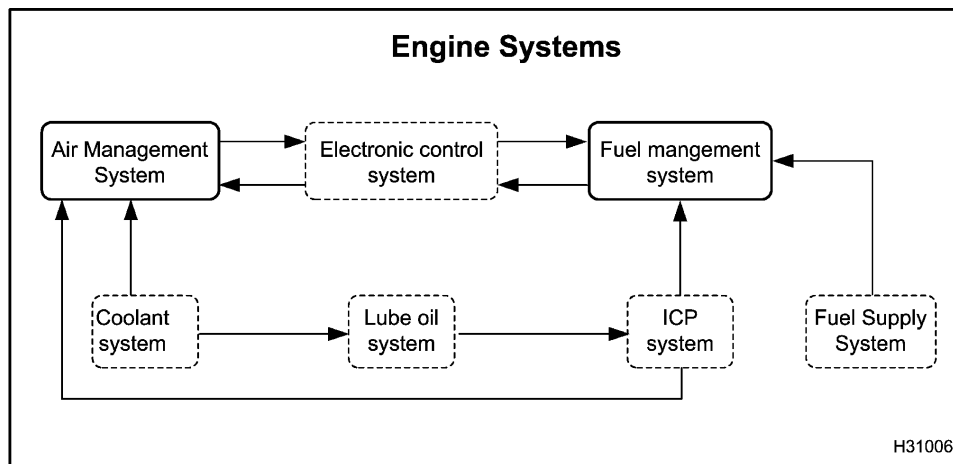 Engine Systems
Air Management
System
Electronic control
system
Fuel mangement
system
Coolant
system
Lube oil
system
ICP
system
Fuel Supply
System
H31006